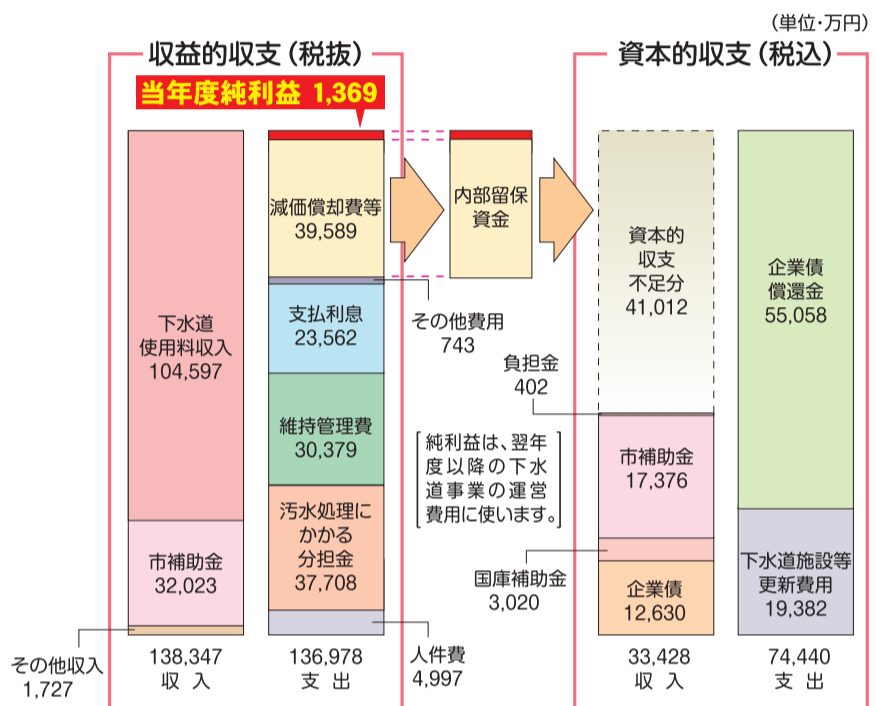 （単位・万円）
収益的収支（税抜）
当年度純利益 1,369
下水道
使用料収入
104,597
市補助金
32,023
その他収入
1,727
138,347
収 入
減価償却費等
39,589
その他費用
743
支払利息
23,562
維持管理費
30,379
汚水処理に
かかる
分担金
37,708
人件費
4,997
136,978
支 出
内部留保
資金
純利益は、翌年
度以降の下水
道事業の運営
費用に使います。
資本的収支（税込）
資本的
収支
不足分
41,012
負担金
402
市補助金
17,376
国庫補助金
3,020
企業債
12,630
33,428
収 入
企業債
償還金
55,058
下水道施設等
更新費用
19,382
74,440
支 出